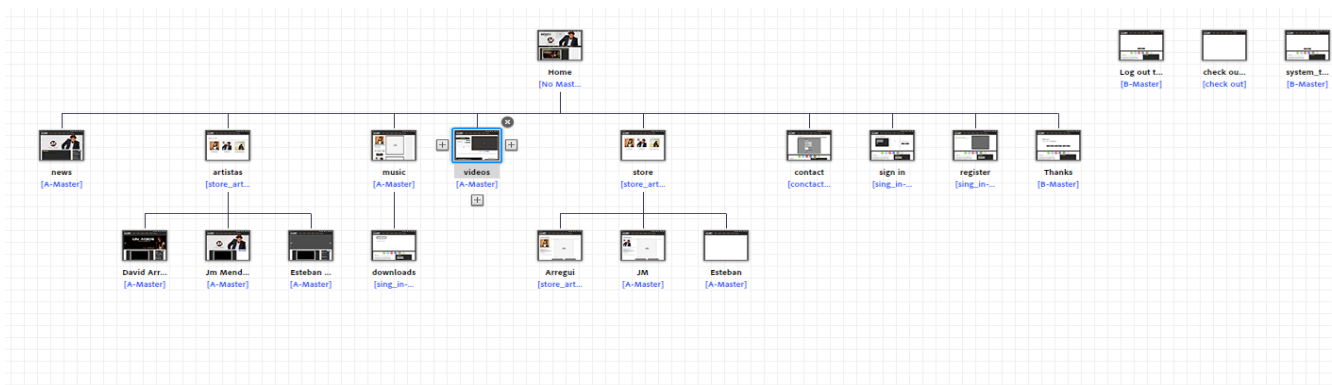 Home
[No Mast...
Log out t...
[B-Master]
check ou...
[check out]
system_t...
[B-Master]
news
[A-Master]
artistas
[store_art...
music
[A-Master]
videos
[A-Master]
store
[store_art...
contact
[conctact...
sign in
[sing_in-...
register
[sing_in-...
Thanks
[B-Master]
David Arr...
[A-Master]
Jm Mend...
[A-Master]
Esteban ...
[A-Master]
downloads
[sing_in-...
Arregui
[store_art...
JM
[A-Master]
Esteban
[A-Master]